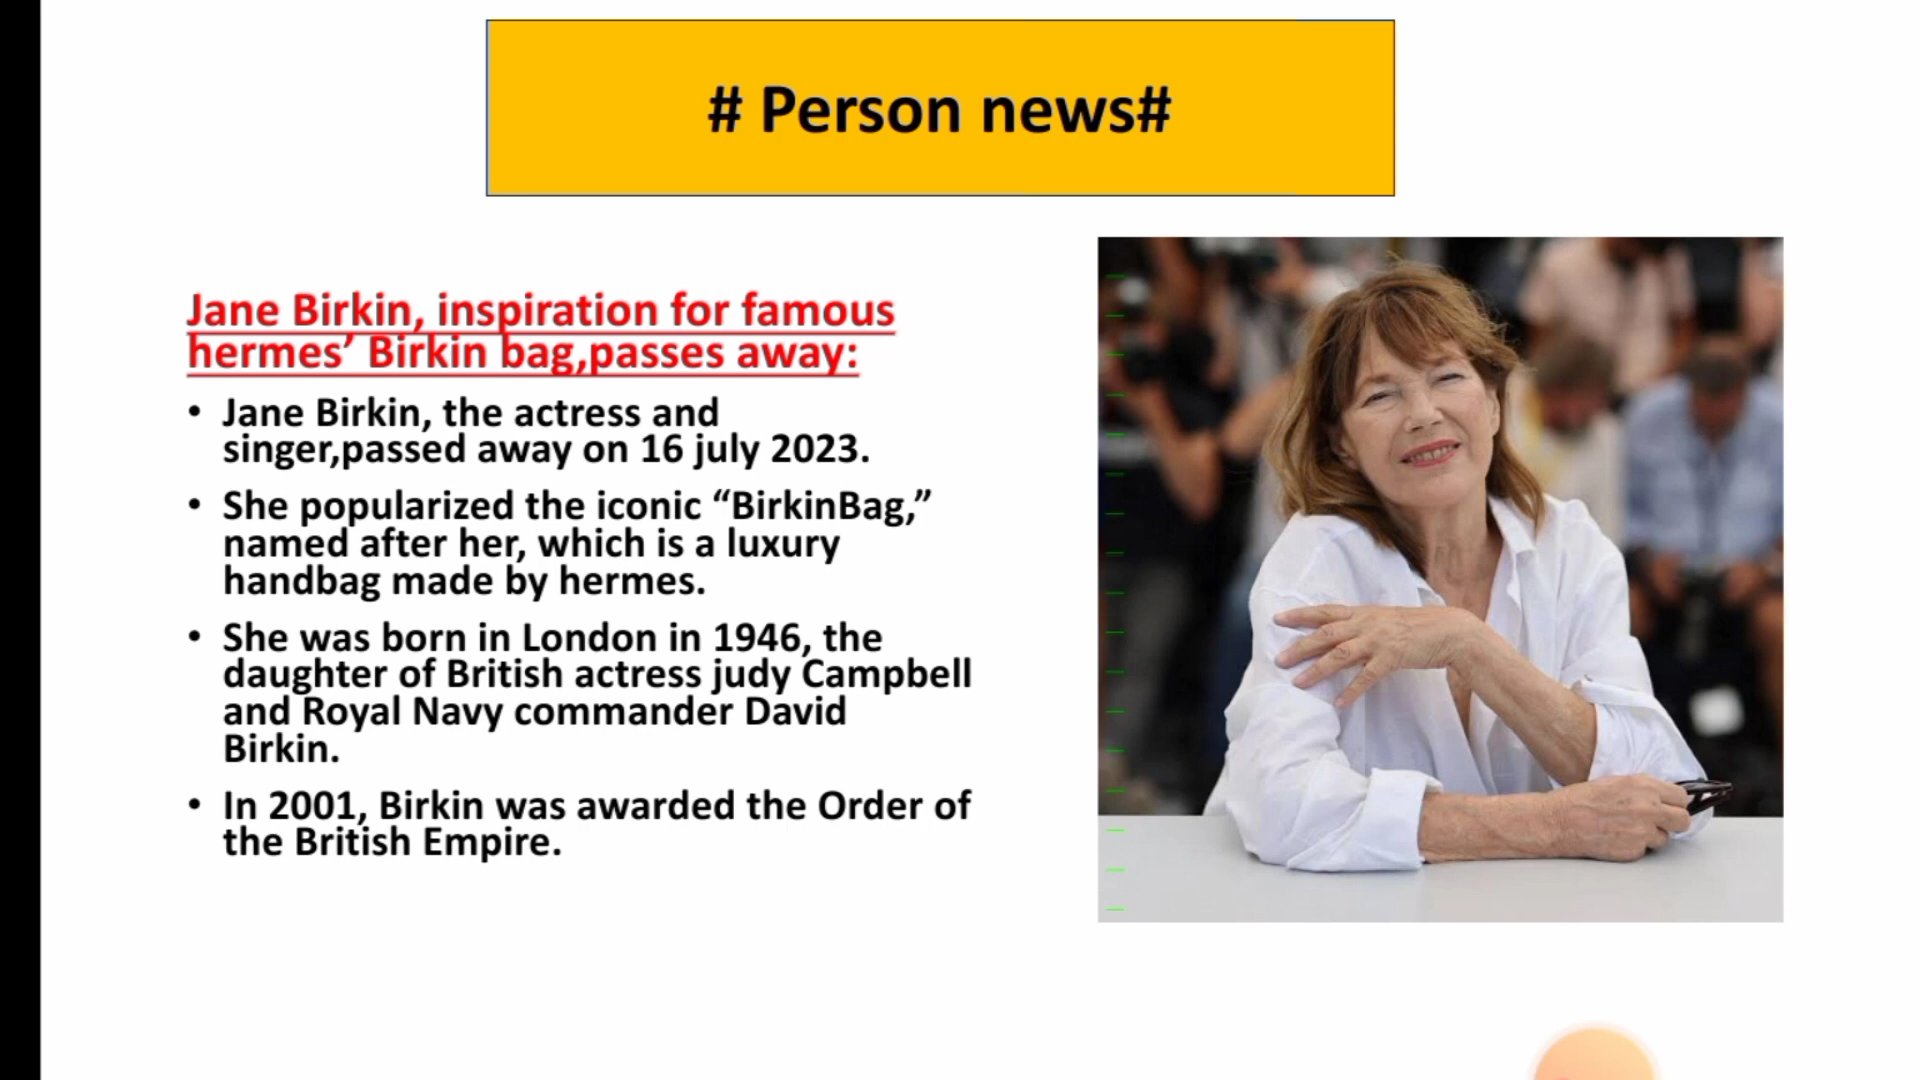 # Person news#
Jane Birkin, inspiration for famous
hermes’ Birkin bag,passes away:
• Jane Birkin, the actress and
singer,passed away on 16 july 2023.
• She popularized the iconic “BirkinBag,”
named after her, which is a luxury
handbag made by hermes.
• She was born in London in 1946, the
daughter of British actress judy Campbell
and Royal Navy commander David
Birkin.
• In 2001, Birkin was awarded the Order of
the British Empire.